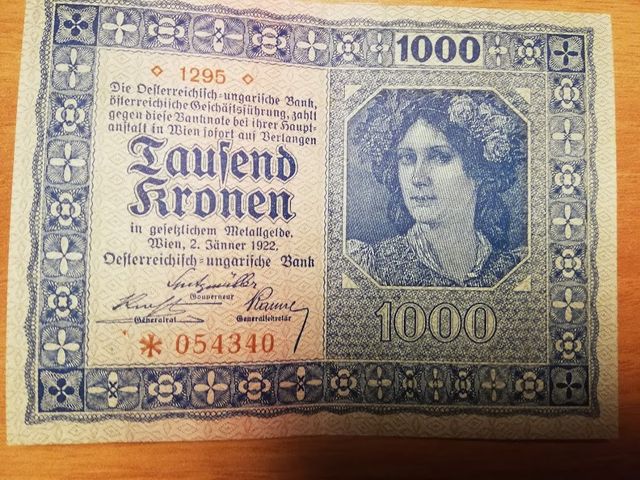 1000
◇ 1295 ◇
Die Oesterreichisch-ungarische Bank,
österreichische Geschäftsführung, zahlt
gegen diese Banknote bei ihrer Haupt-
anstalt in Wien sofort auf Verlangen
Tausend
Kronen
in gesetzlichem Metallgelde.
Wien, 2. Jänner 1922.
Oesterreichisch-ungarische Bank
Spitzmüller
Gouverneur
Generalrat
Generalsekretär
* 054340
1000